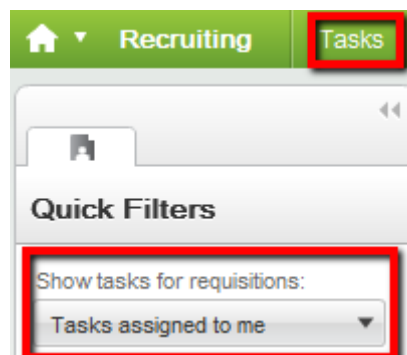 Recruiting Tasks
Quick Filters
Show tasks for requisitions:
Tasks assigned to me